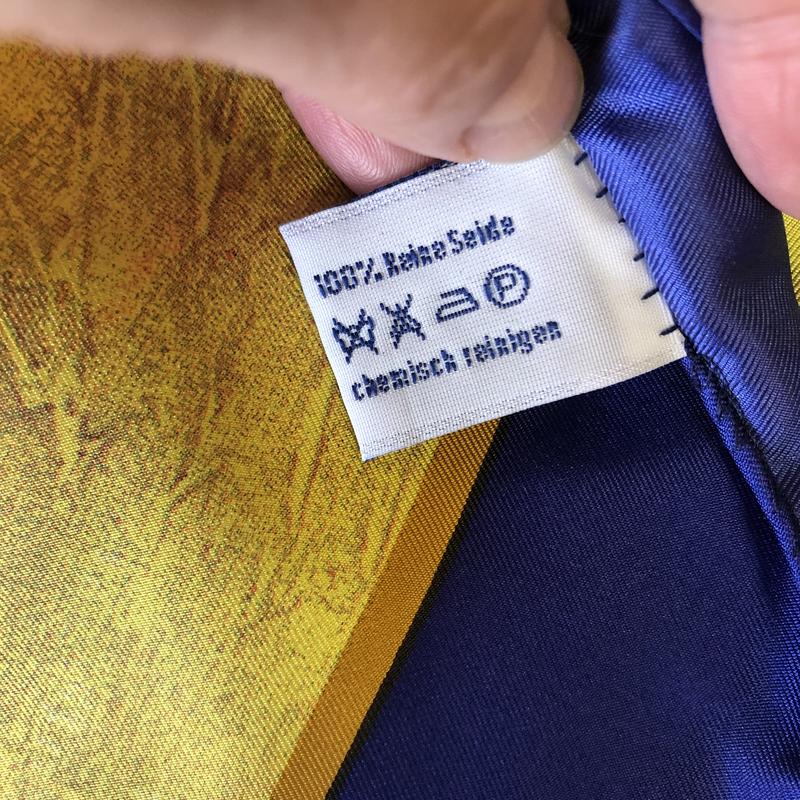 100% Reine Seide
P
chemisch reinigen